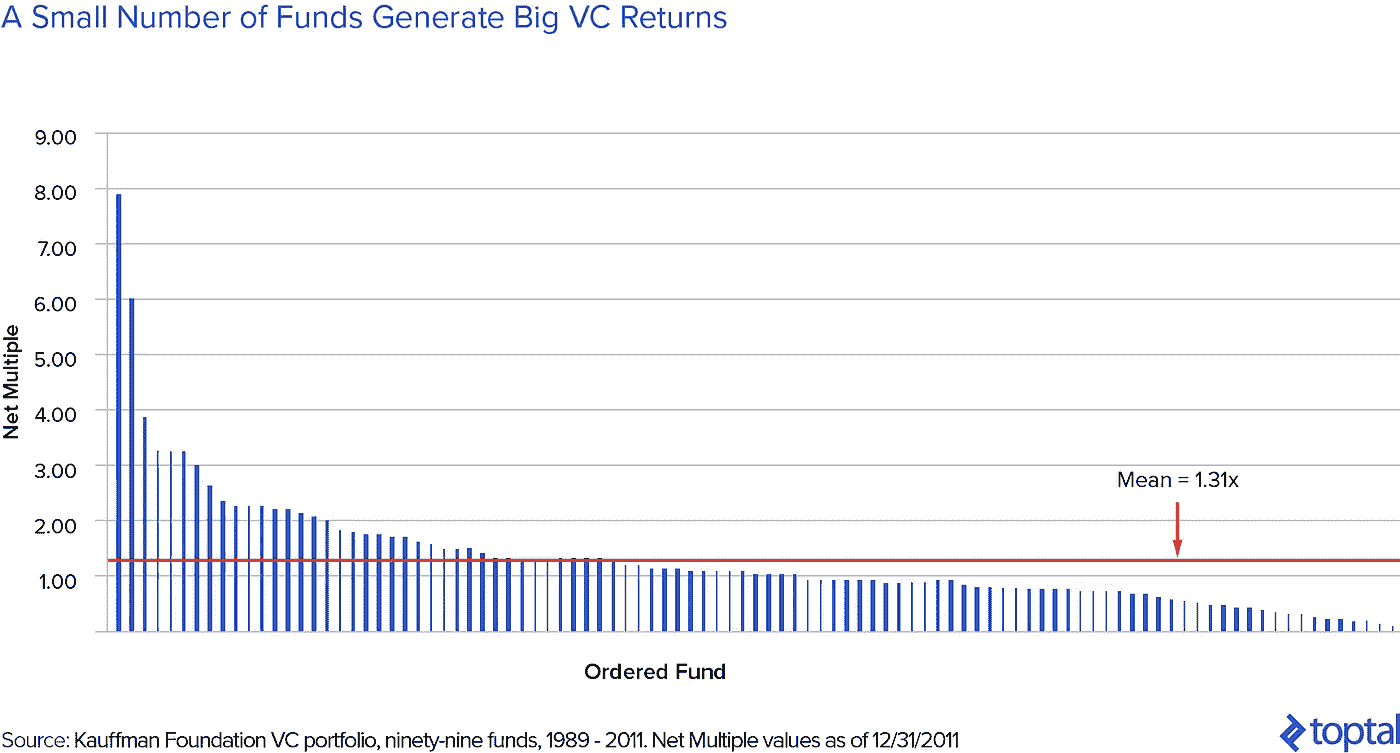 A Small Number of Funds Generate Big VC Returns
9.00
8.00
7.00
6.00
5.00
4.00
3.00
2.00
1.00
Net Multiple
Mean = 1.31x
Ordered Fund
Source: Kauffman Foundation VC portfolio, ninety-nine funds, 1989 - 2011. Net Multiple values as of 12/31/2011
toptal